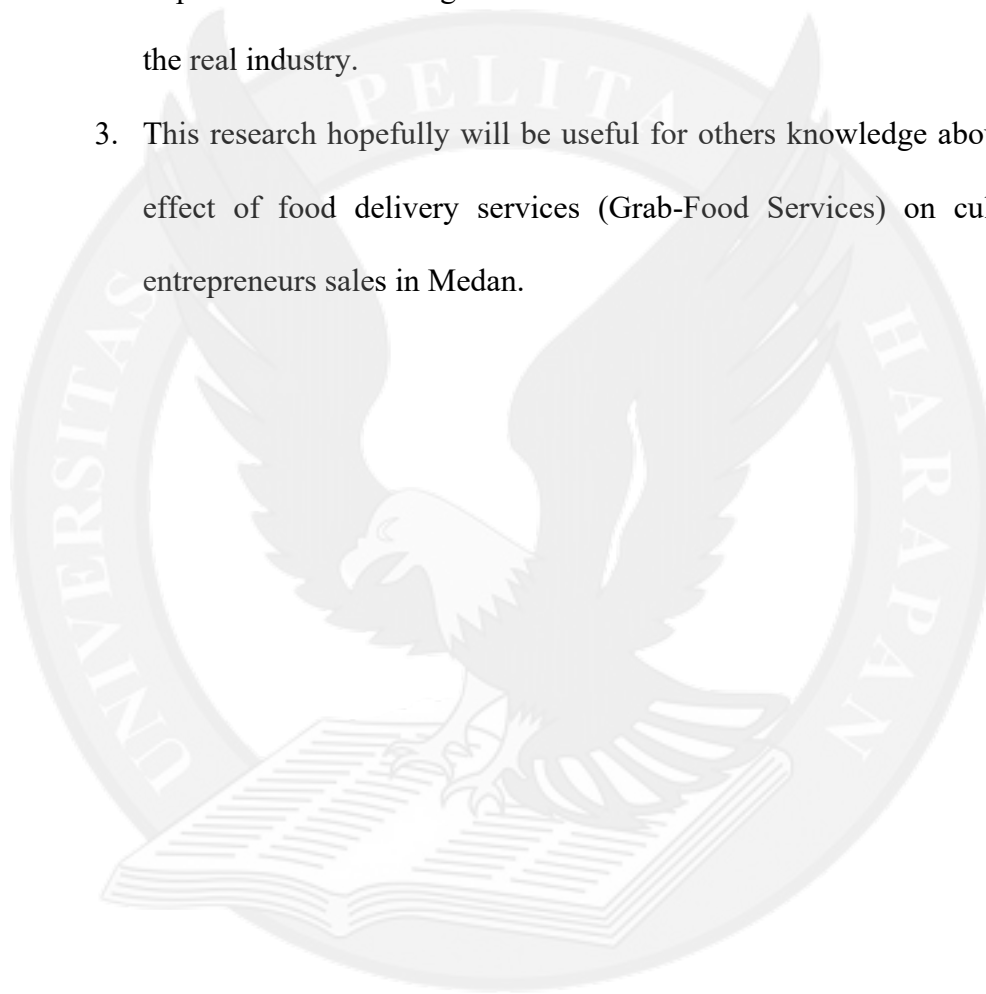 the real industry.
3. This research hopefully will be useful for others knowledge
effect of food delivery services (Grab-Food Services) on
entrepreneurs sales in Medan.
UNIVERSITAS PELITA HARAPAN